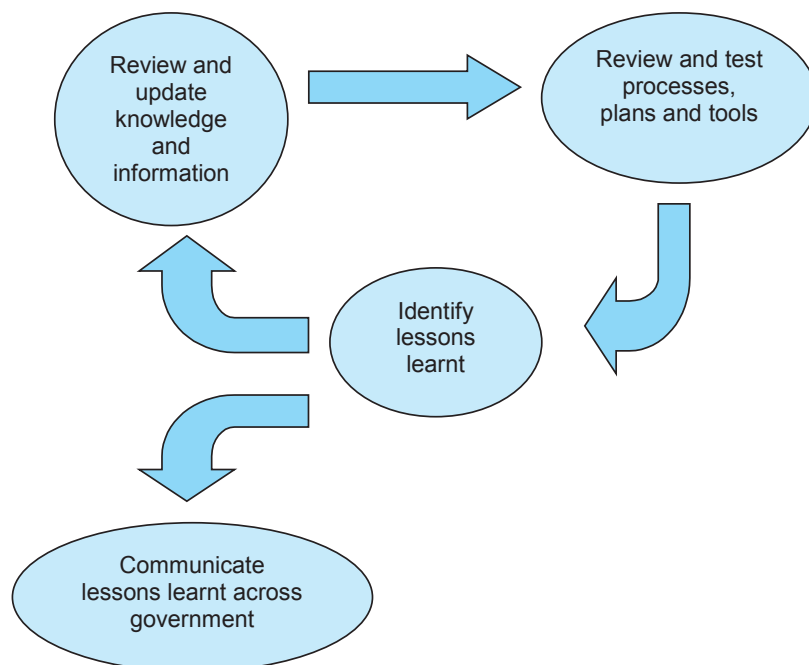 Review and
update
knowledge
and
information
Review and test
processes,
plans and tools
Identify
lessons
learnt
Communicate
lessons learnt across
government